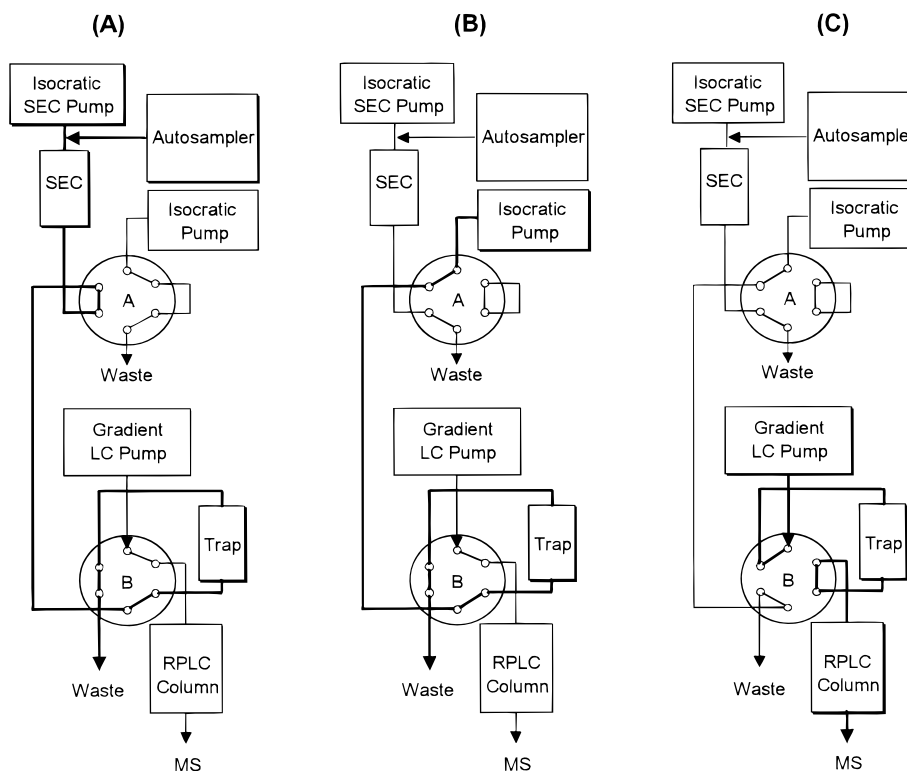 (A)
Isocratic
SEC Pump
Autosampler
SEC
Isocratic
Pump
A
Waste
Gradient
LC Pump
Trap
B
RPLC
Column
Waste
MS
(B)
Isocratic
SEC Pump
Autosampler
SEC
Isocratic
Pump
A
Waste
Gradient
LC Pump
Trap
B
RPLC
Column
Waste
MS
(C)
Isocratic
SEC Pump
Autosampler
SEC
Isocratic
Pump
A
Waste
Gradient
LC Pump
Trap
B
RPLC
Column
Waste
MS